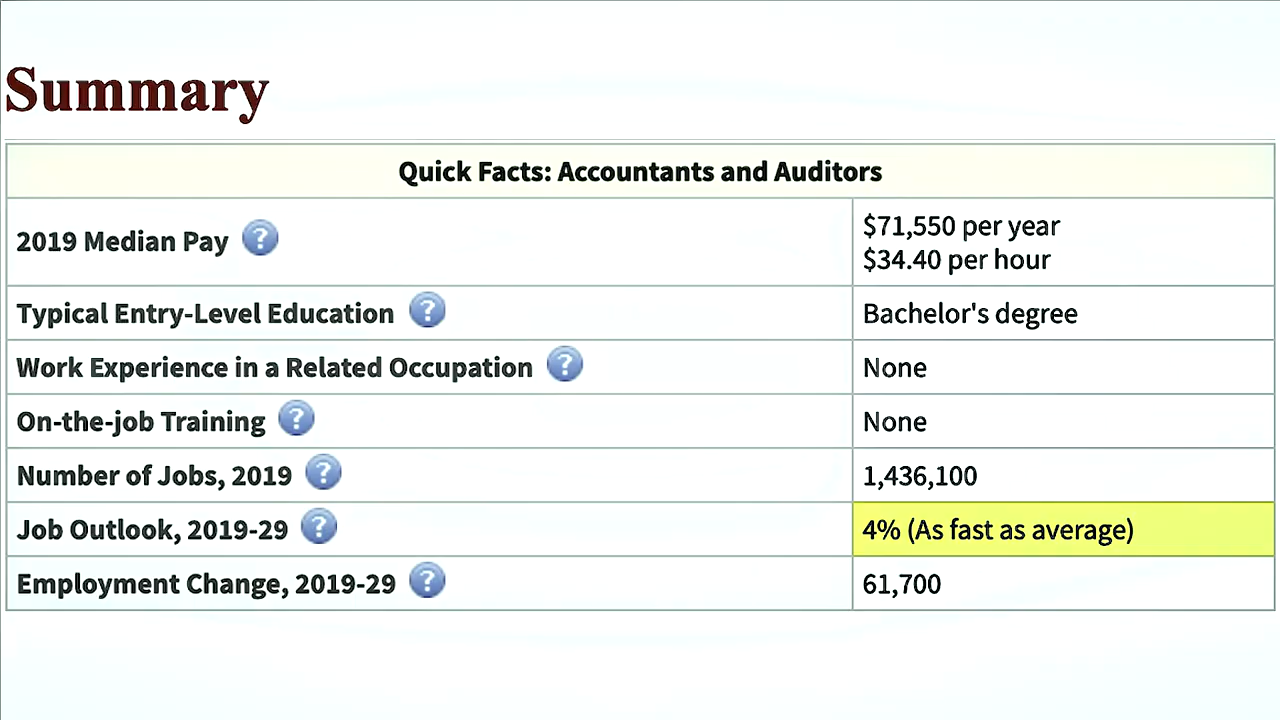 Summary
Quick Facts: Accountants and Auditors
2019 Median Pay ?
$71,550 per year
$34.40 per hour
Typical Entry-Level Education ?
Bachelor's degree
Work Experience in a Related Occupation ?
None
On-the-job Training ?
None
Number of Jobs, 2019 ?
1,436,100
Job Outlook, 2019-29 ?
4% (As fast as average)
Employment Change, 2019-29 ?
61,700